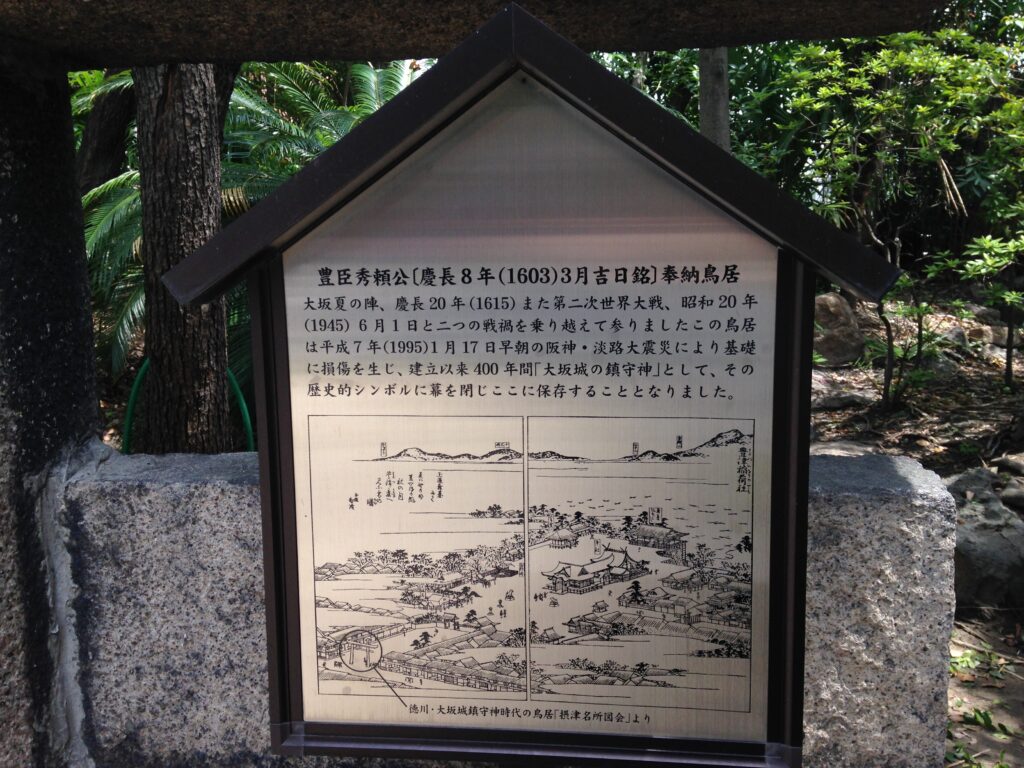 豊臣秀頼公〔慶長8年(1603)3月吉日銘〕奉納鳥居
大坂夏の陣、慶長20年(1615)また第二次世界大戦、昭和20年
(1945)6月1日と二つの戦禍を乗り越えて参りましたこの鳥居
は平成7年(1995)1月17日早朝の阪神・淡路大震災により基礎
に損傷を生じ、建立以来400年間「大坂城の鎮守神」として、その
歴史的シンボルに幕を閉じここに保存することとなりました。
豊津稲荷社
徳川・大坂城鎮守神時代の鳥居「摂津名所図会」より